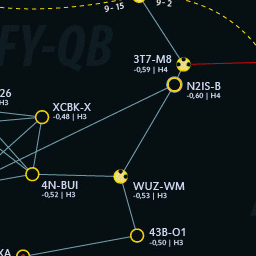 9 - 15
9 - 2
FY-QB
3T7-M8
-0,59 | H4
N2IS-B
-0,60 | H4
26
H3
XCBK-X
-0,48 | H3
4N-BUI
-0,52 | H3
WUZ-WM
-0,53 | H3
43B-O1
-0,50 | H3
XA
H3